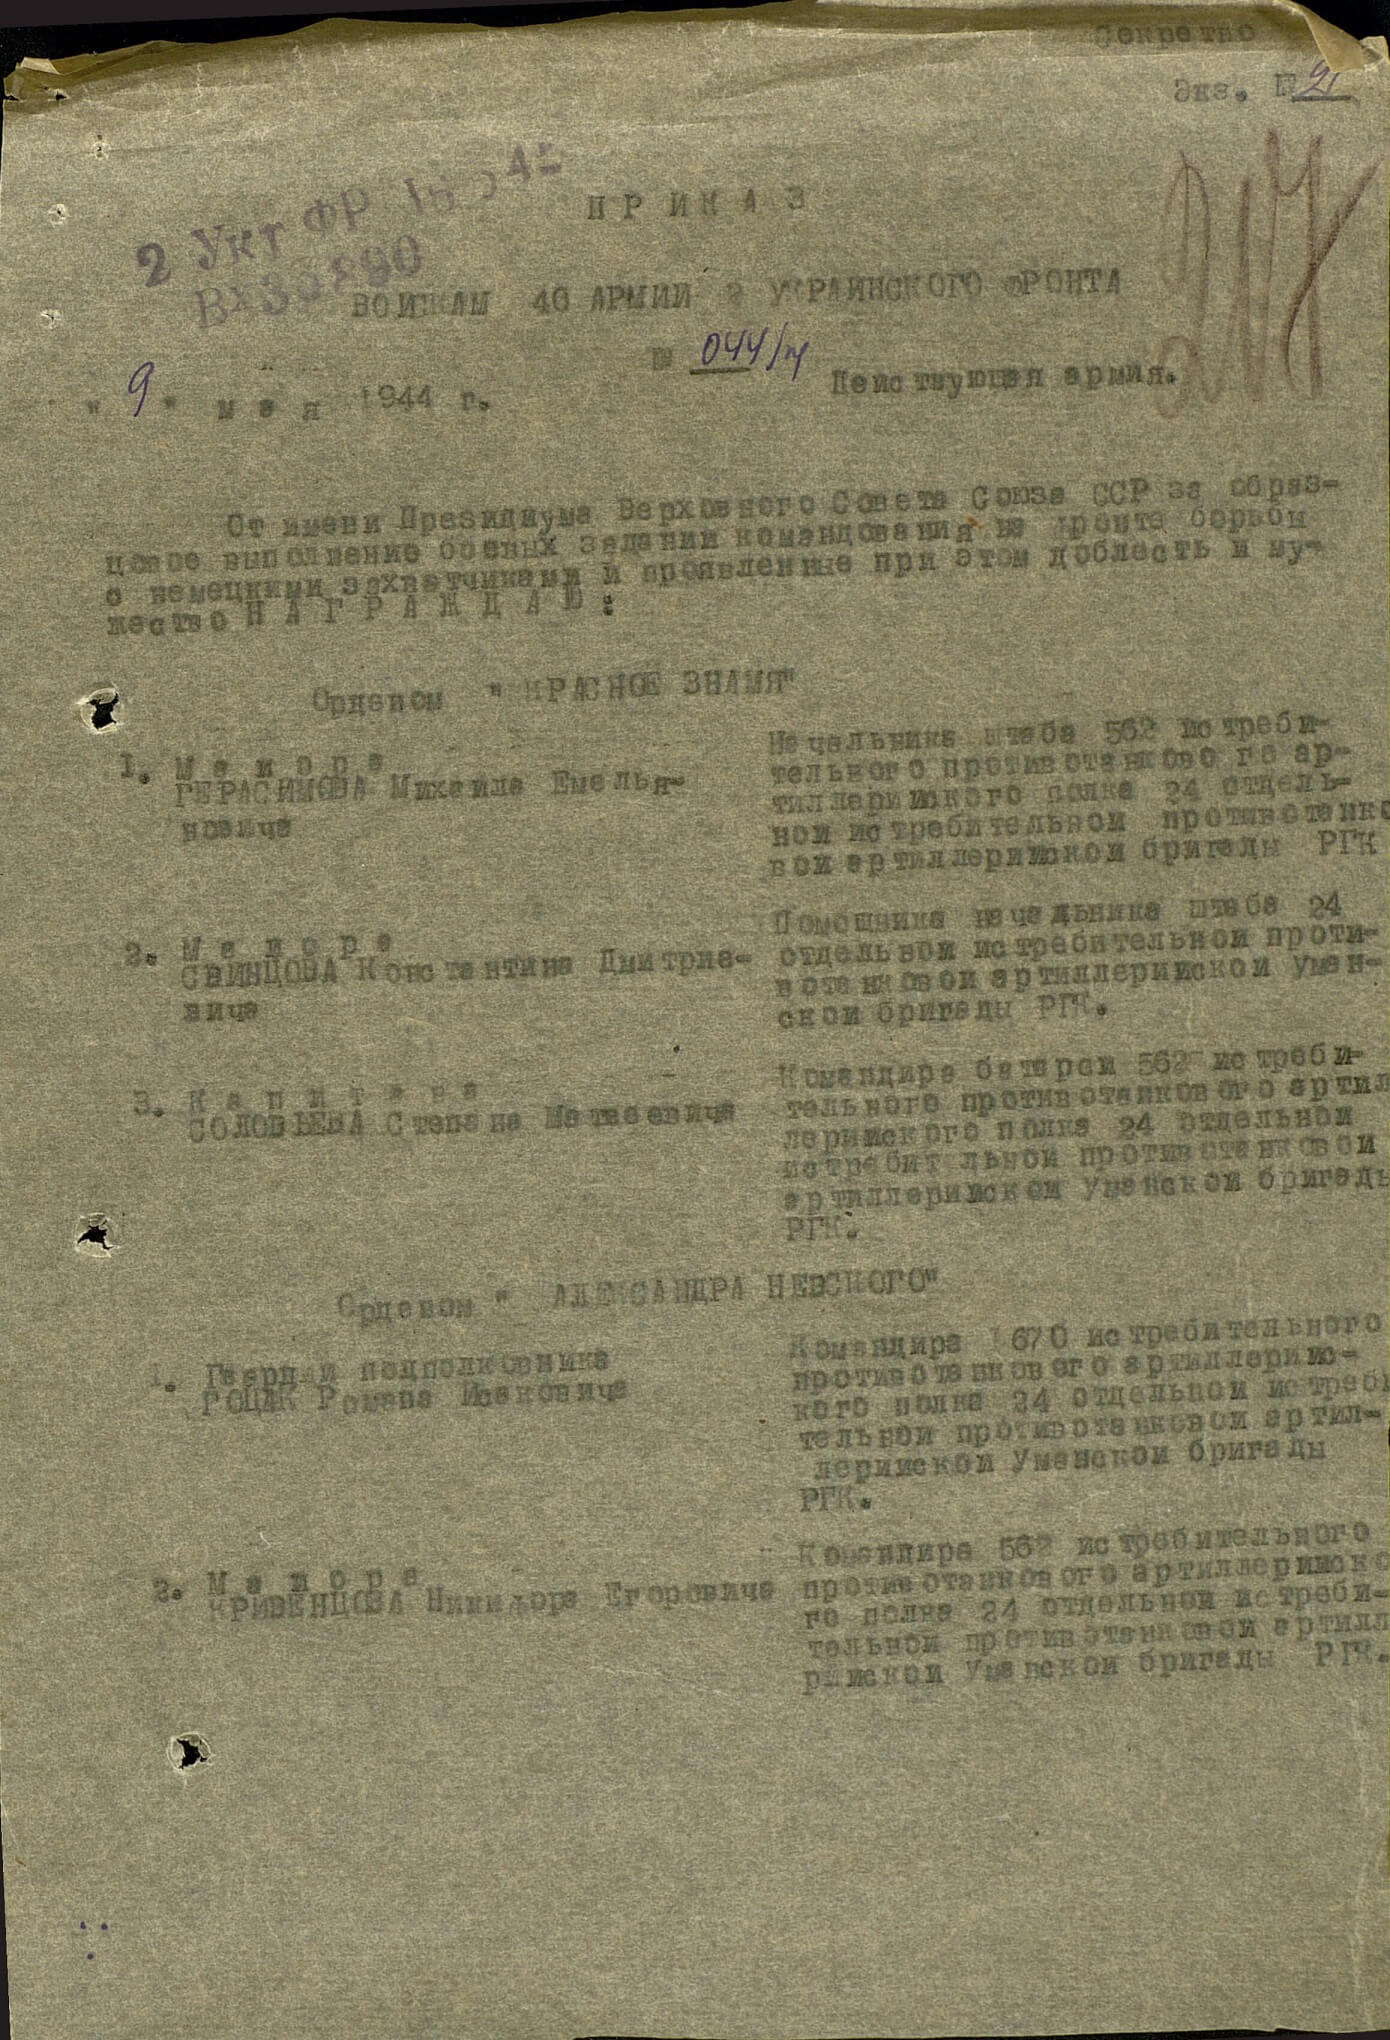 Секретно
Экз. №
ПРИКАЗ
2 Укр ФР
ВОЙСКАМ 40 АРМИИ 2 УКРАИНСКОГО ФРОНТА
№ 044/н
"9" мая 1944 г.
Действующая армия.
От имени Президиума Верховного Совета Союза ССР за образ-
цовое выполнение боевых заданий командования на фронте борьбы
с немецкими захватчиками и проявленные при этом доблесть и му-
жество НАГРАЖДАЮ:
Орденом "КРАСНОЕ ЗНАМЯ"
1. Майора
ГЕРАСИМОВА Михаила Емелья-
новича
Начальника штаба 562 истреби-
тельного противотанкового ар-
тиллерийского полка 24 отдель-
ной истребительной противотанко
вой артиллерийской бригады РГК
2. Майора
СВИНЦОВА Константина Дмитрие-
вича
Помощника начальника штаба 24
отдельной истребительной проти-
вотанковой артиллерийской Уман-
ской бригады РГК.
3. Капитана
СОЛОВЬЕВА Степана Матвеевича
Командира батареи 562 истреби-
тельного противотанкового артил
лерийского полка 24 отдельной
истребит льной противотанковой
артиллерийской Уманской бригады
РГК.
Орденом "АЛЕКСАНДРА НЕВСКОГО"
1. Гвардии подполковника
РОЦАК Романа Исаковича
Командира 1670 истребительного
противотанкового артиллерийс-
кого полка 24 отдельной истреби
тельной противотанковой артил-
лерийской Уманской бригады
РГК.
2. Майора
КРИВЕНЦОВА Никифора Егоровича
Командира 562 истребительного
противотанкового артиллерийско
го полка 24 отдельной истреби-
тельной противотанковой артилл
рийской Уманской бригады РГК.